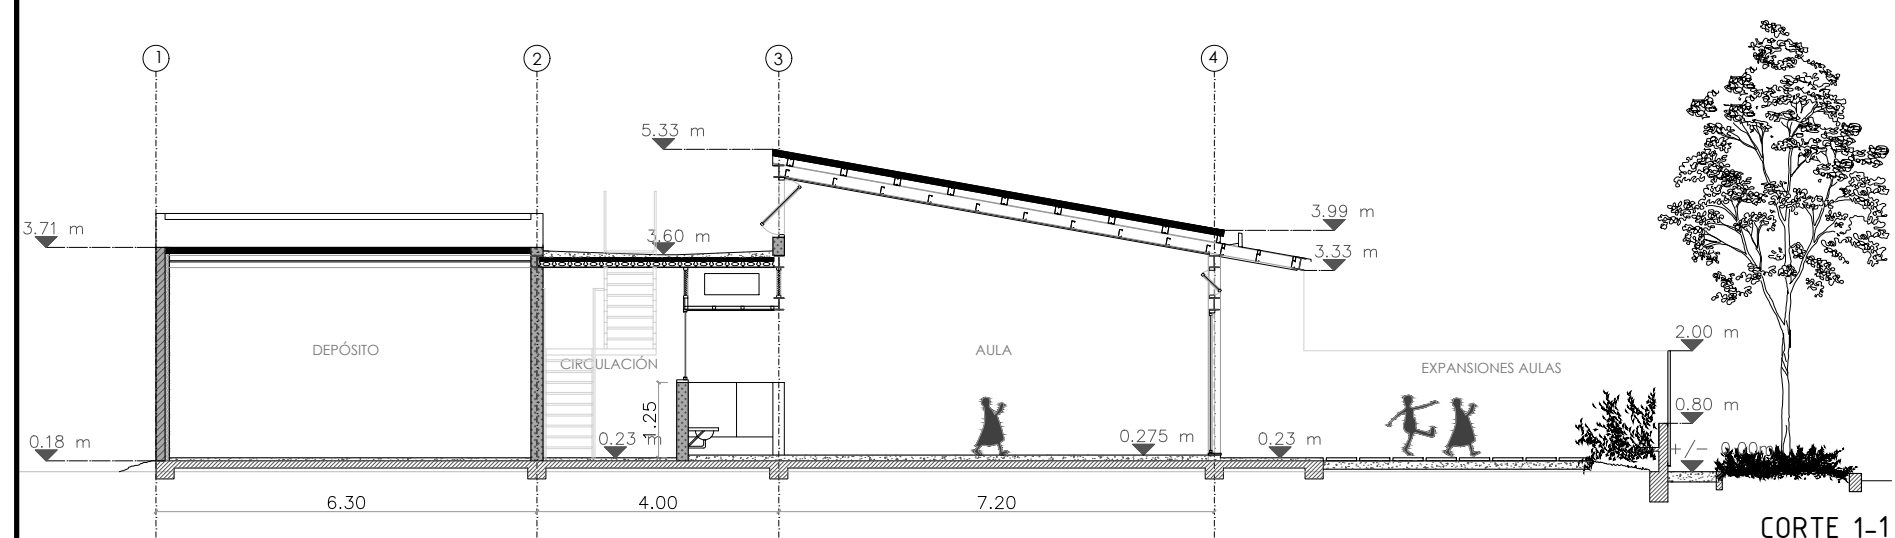 1
2
3
4
5.33 m
3.99 m
3.71 m
3.60 m
3.33 m
2.00 m
DEPÓSITO
CIRCULACIÓN
AULA
EXPANSIONES AULAS
1.25
0.80 m
0.18 m
0.23 m
0.275 m
0.23 m
+/- 0.00m
6.30
4.00
7.20
CORTE 1-1